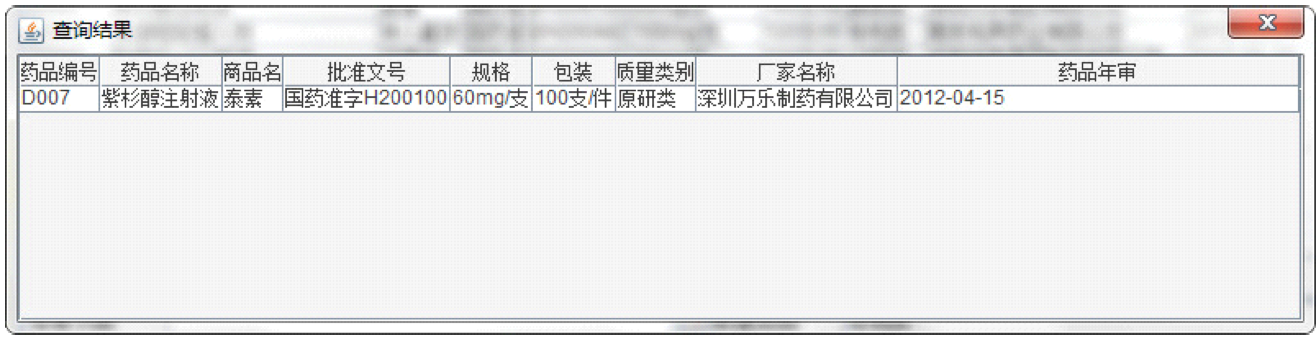 查询结果
药品编号 药品名称 商品名 批准文号 规格 包装 质量类别 厂家名称 药品年审
D007 紫杉醇注射液 泰素 国药准字H200100 60mg/支 100支/件 原研类 深圳万乐制药有限公司 2012-04-15